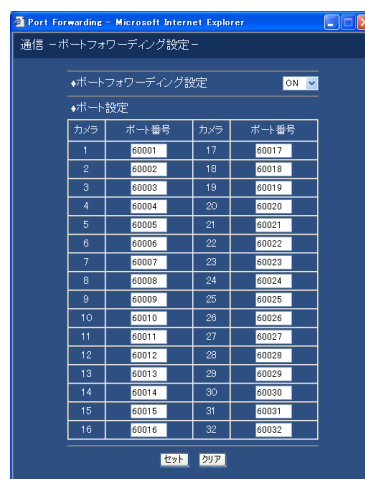 Port Forwarding - Microsoft Internet Explorer
通信 －ポートフォワーディング設定－
♦ポートフォワーディング設定 ON
♦ポート設定
カメラ ポート番号 カメラ ポート番号
1 60001 17 60017
2 60002 18 60018
3 60003 19 60019
4 60004 20 60020
5 60005 21 60021
6 60006 22 60022
7 60007 23 60023
8 60008 24 60024
9 60009 25 60025
10 60010 26 60026
11 60011 27 60027
12 60012 28 60028
13 60013 29 60029
14 60014 30 60030
15 60015 31 60031
16 60016 32 60032
セット クリア